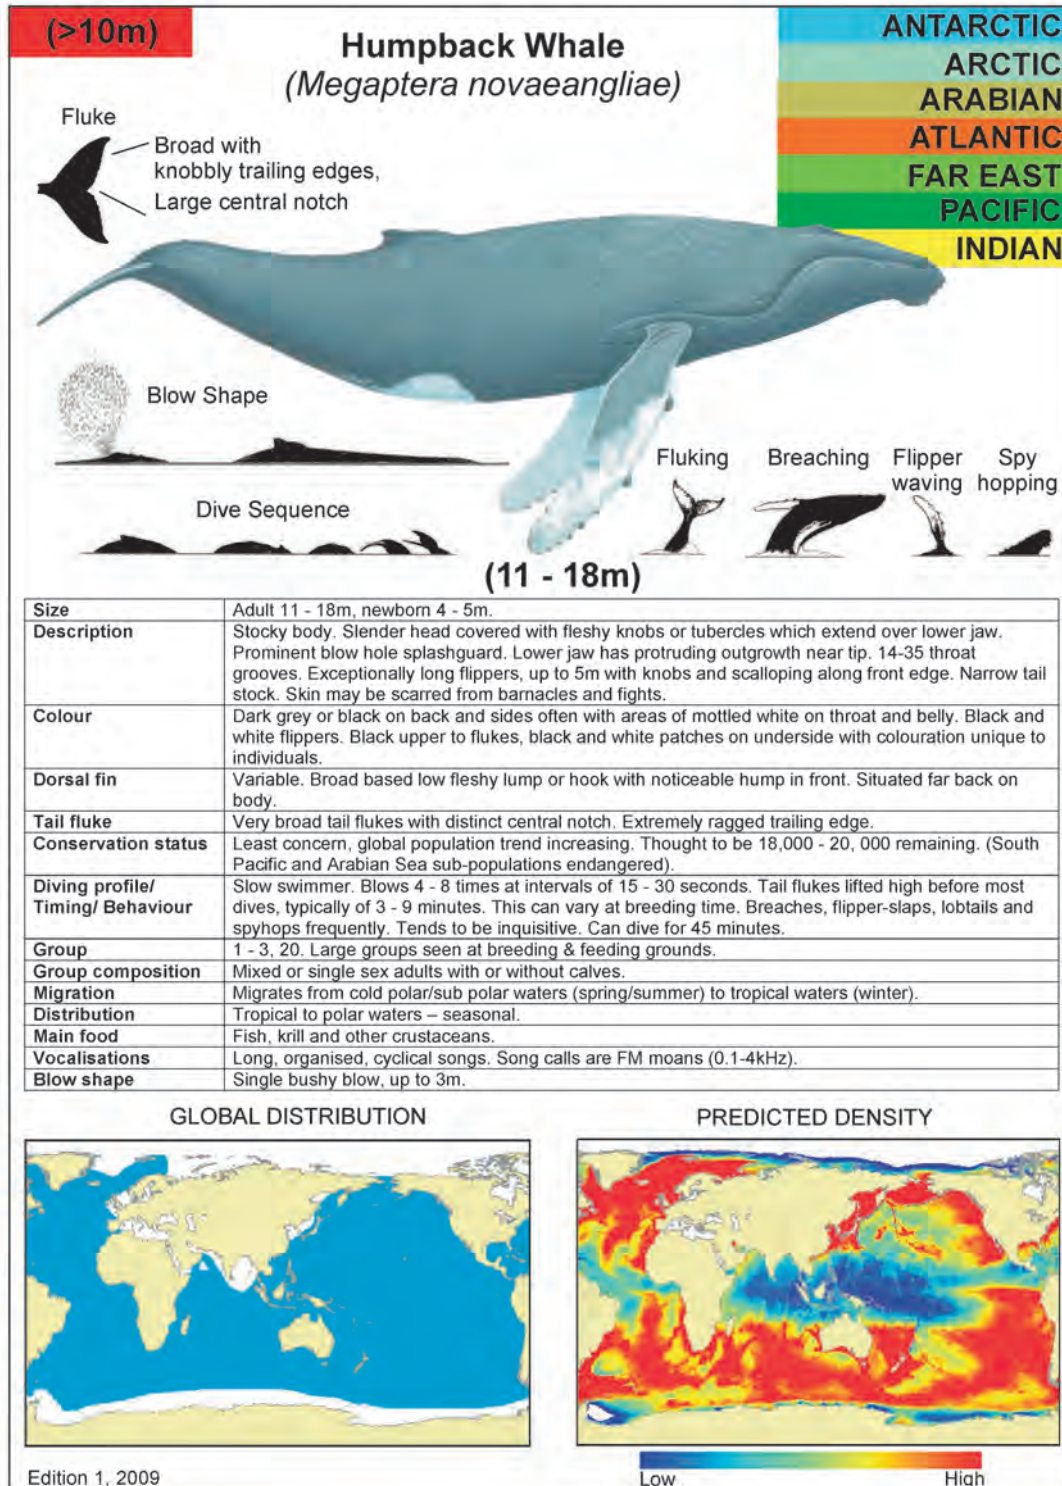 (>10m)
Humpback Whale
(Megaptera novaeangliae)
ANTARCTIC
ARCTIC
ARABIAN
ATLANTIC
FAR EAST
PACIFIC
INDIAN
Fluke
Broad with
knobbly trailing edges,
Large central notch
Blow Shape
Dive Sequence
Fluking
Breaching
Flipper
waving
Spy
hopping
(11 - 18m)
Size Adult 11 - 18m, newborn 4 - 5m.
Description Stocky body. Slender head covered with fleshy knobs or tubercles which extend over lower jaw.
Prominent blow hole splashguard. Lower jaw has protruding outgrowth near tip. 14-35 throat
grooves. Exceptionally long flippers, up to 5m with knobs and scalloping along front edge. Narrow tail
stock. Skin may be scarred from barnacles and fights.
Colour Dark grey or black on back and sides often with areas of mottled white on throat and belly. Black and
white flippers. Black upper to flukes, black and white patches on underside with colouration unique to
individuals.
Dorsal fin Variable. Broad based low fleshy lump or hook with noticeable hump in front. Situated far back on
body.
Tail fluke Very broad tail flukes with distinct central notch. Extremely ragged trailing edge.
Conservation status Least concern, global population trend increasing. Thought to be 18,000 - 20, 000 remaining. (South
Pacific and Arabian Sea sub-populations endangered).
Diving profile/ Slow swimmer. Blows 4 - 8 times at intervals of 15 - 30 seconds. Tail flukes lifted high before most
Timing/ Behaviour dives, typically of 3 - 9 minutes. This can vary at breeding time. Breaches, flipper-slaps, lobtails and
spyhops frequently. Tends to be inquisitive. Can dive for 45 minutes.
Group 1 - 3, 20. Large groups seen at breeding & feeding grounds.
Group composition Mixed or single sex adults with or without calves.
Migration Migrates from cold polar/sub polar waters (spring/summer) to tropical waters (winter).
Distribution Tropical to polar waters – seasonal.
Main food Fish, krill and other crustaceans.
Vocalisations Long, organised, cyclical songs. Song calls are FM moans (0.1-4kHz).
Blow shape Single bushy blow, up to 3m.
GLOBAL DISTRIBUTION
PREDICTED DENSITY
Edition 1, 2009
Low
High